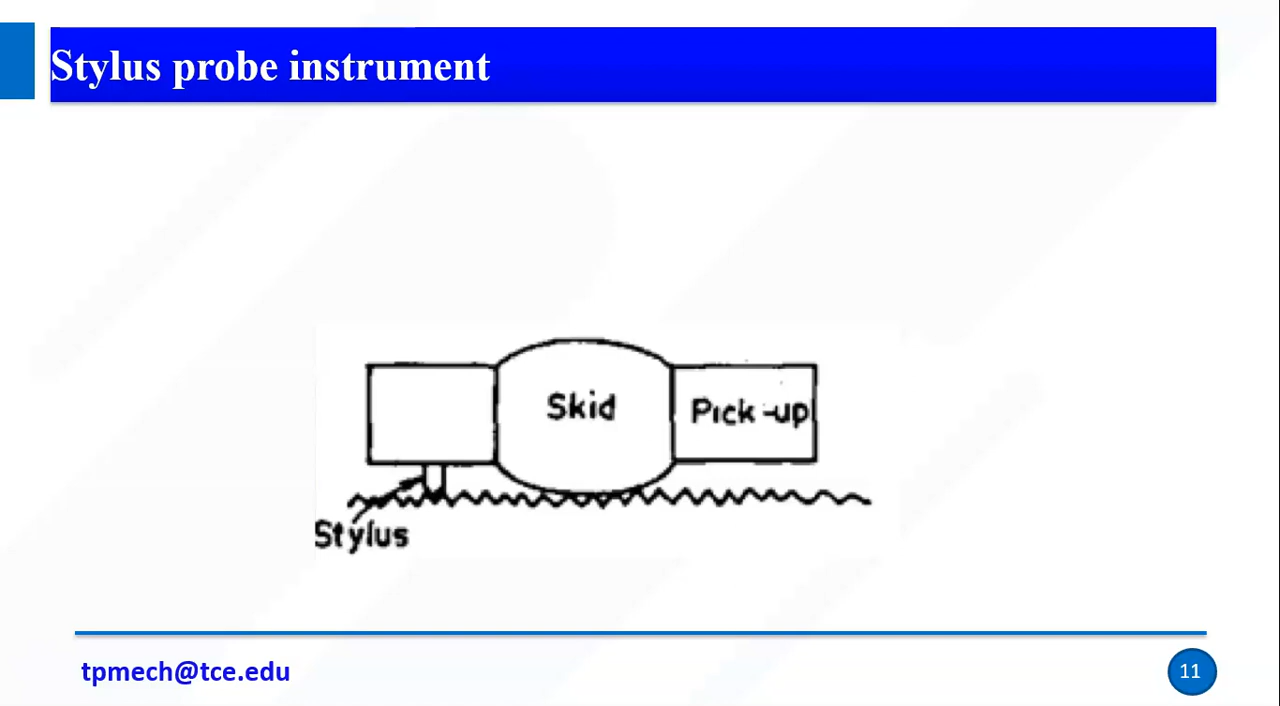 Stylus probe instrument
Skid
Pick-up
Stylus
tpmech@tce.edu
11